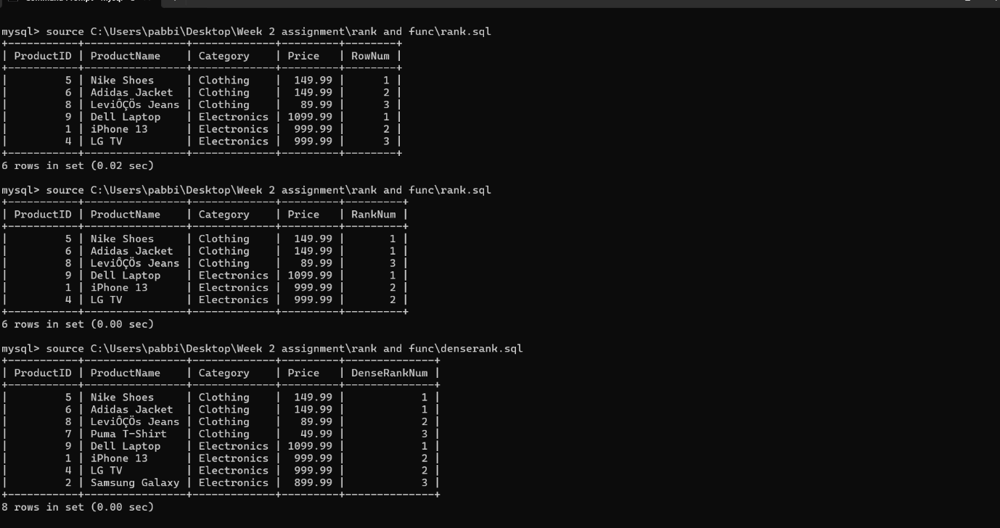 mysql> source C:\Users\pabbi\Desktop\Week 2 assignment\rank and func\rank.sql
+-----------+----------------+-------------+---------+--------+
| ProductID | ProductName    | Category    | Price   | RowNum |
+-----------+----------------+-------------+---------+--------+
|         5 | Nike Shoes     | Clothing    |  149.99 |      1 |
|         6 | Adidas Jacket  | Clothing    |  149.99 |      2 |
|         8 | LeviÔÇÖs Jeans | Clothing    |   89.99 |      3 |
|         9 | Dell Laptop    | Electronics | 1099.99 |      1 |
|         1 | iPhone 13      | Electronics |  999.99 |      2 |
|         4 | LG TV          | Electronics |  999.99 |      3 |
+-----------+----------------+-------------+---------+--------+
6 rows in set (0.02 sec)
mysql> source C:\Users\pabbi\Desktop\Week 2 assignment\rank and func\rank.sql
+-----------+----------------+-------------+---------+---------+
| ProductID | ProductName    | Category    | Price   | RankNum |
+-----------+----------------+-------------+---------+---------+
|         5 | Nike Shoes     | Clothing    |  149.99 |       1 |
|         6 | Adidas Jacket  | Clothing    |  149.99 |       1 |
|         8 | LeviÔÇÖs Jeans | Clothing    |   89.99 |       3 |
|         9 | Dell Laptop    | Electronics | 1099.99 |       1 |
|         1 | iPhone 13      | Electronics |  999.99 |       2 |
|         4 | LG TV          | Electronics |  999.99 |       2 |
+-----------+----------------+-------------+---------+---------+
6 rows in set (0.00 sec)
mysql> source C:\Users\pabbi\Desktop\Week 2 assignment\rank and func\denserank.sql
+-----------+----------------+-------------+---------+--------------+
| ProductID | ProductName    | Category    | Price   | DenseRankNum |
+-----------+----------------+-------------+---------+--------------+
|         5 | Nike Shoes     | Clothing    |  149.99 |            1 |
|         6 | Adidas Jacket  | Clothing    |  149.99 |            1 |
|         8 | LeviÔÇÖs Jeans | Clothing    |   89.99 |            2 |
|         7 | Puma T-Shirt   | Clothing    |   49.99 |            3 |
|         9 | Dell Laptop    | Electronics | 1099.99 |            1 |
|         1 | iPhone 13      | Electronics |  999.99 |            2 |
|         4 | LG TV          | Electronics |  999.99 |            2 |
|         2 | Samsung Galaxy | Electronics |  899.99 |            3 |
+-----------+----------------+-------------+---------+--------------+
8 rows in set (0.00 sec)